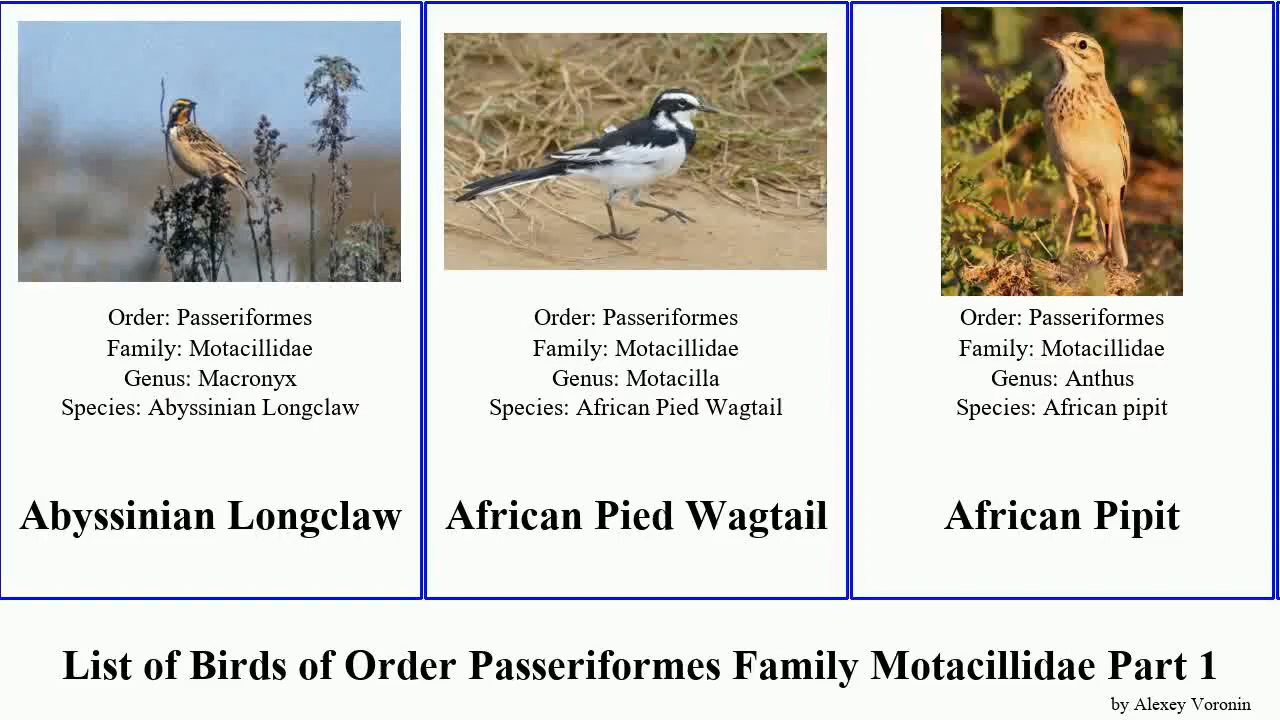 Order: Passeriformes
Family: Motacillidae
Genus: Macronyx
Species: Abyssinian Longclaw
Abyssinian Longclaw
Order: Passeriformes
Family: Motacillidae
Genus: Motacilla
Species: African Pied Wagtail
African Pied Wagtail
Order: Passeriformes
Family: Motacillidae
Genus: Anthus
Species: African pipit
African Pipit
List of Birds of Order Passeriformes Family Motacillidae Part 1
by Alexey Voronin